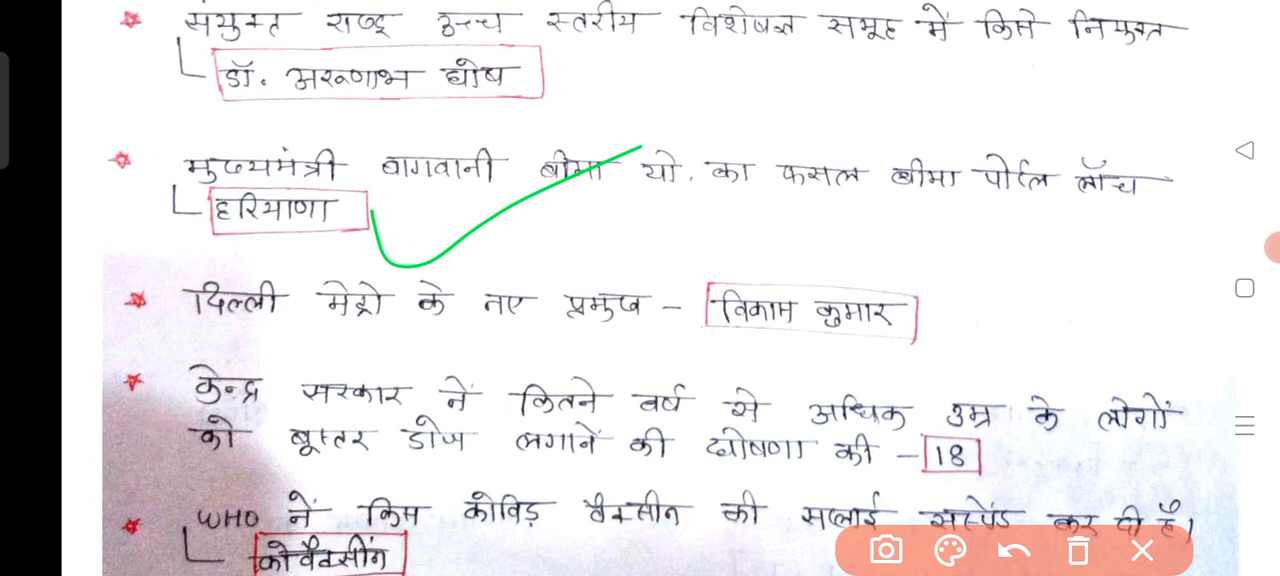 संयुक्त राष्ट्र उच्च स्तरीय विशेषज्ञ समूह में किसे नियुक्त
डॉ. अरूणाभ घोष
मुख्यमंत्री बागवानी बीमा यो. का फसल बीमा पोर्टल लॉच
हरियाणा
दिल्ली मेट्रो के नए प्रमुख - विकास कुमार
केन्द्र सरकार नें कितने वर्ष से अधिक उम्र के लोगों
को बूस्टर डोज लगानें की घोषणा की - 18
WHO नें किस कोविड़ वैक्सीन की सप्लाई सस्पेंड कर दी है।
कोवैक्सींन